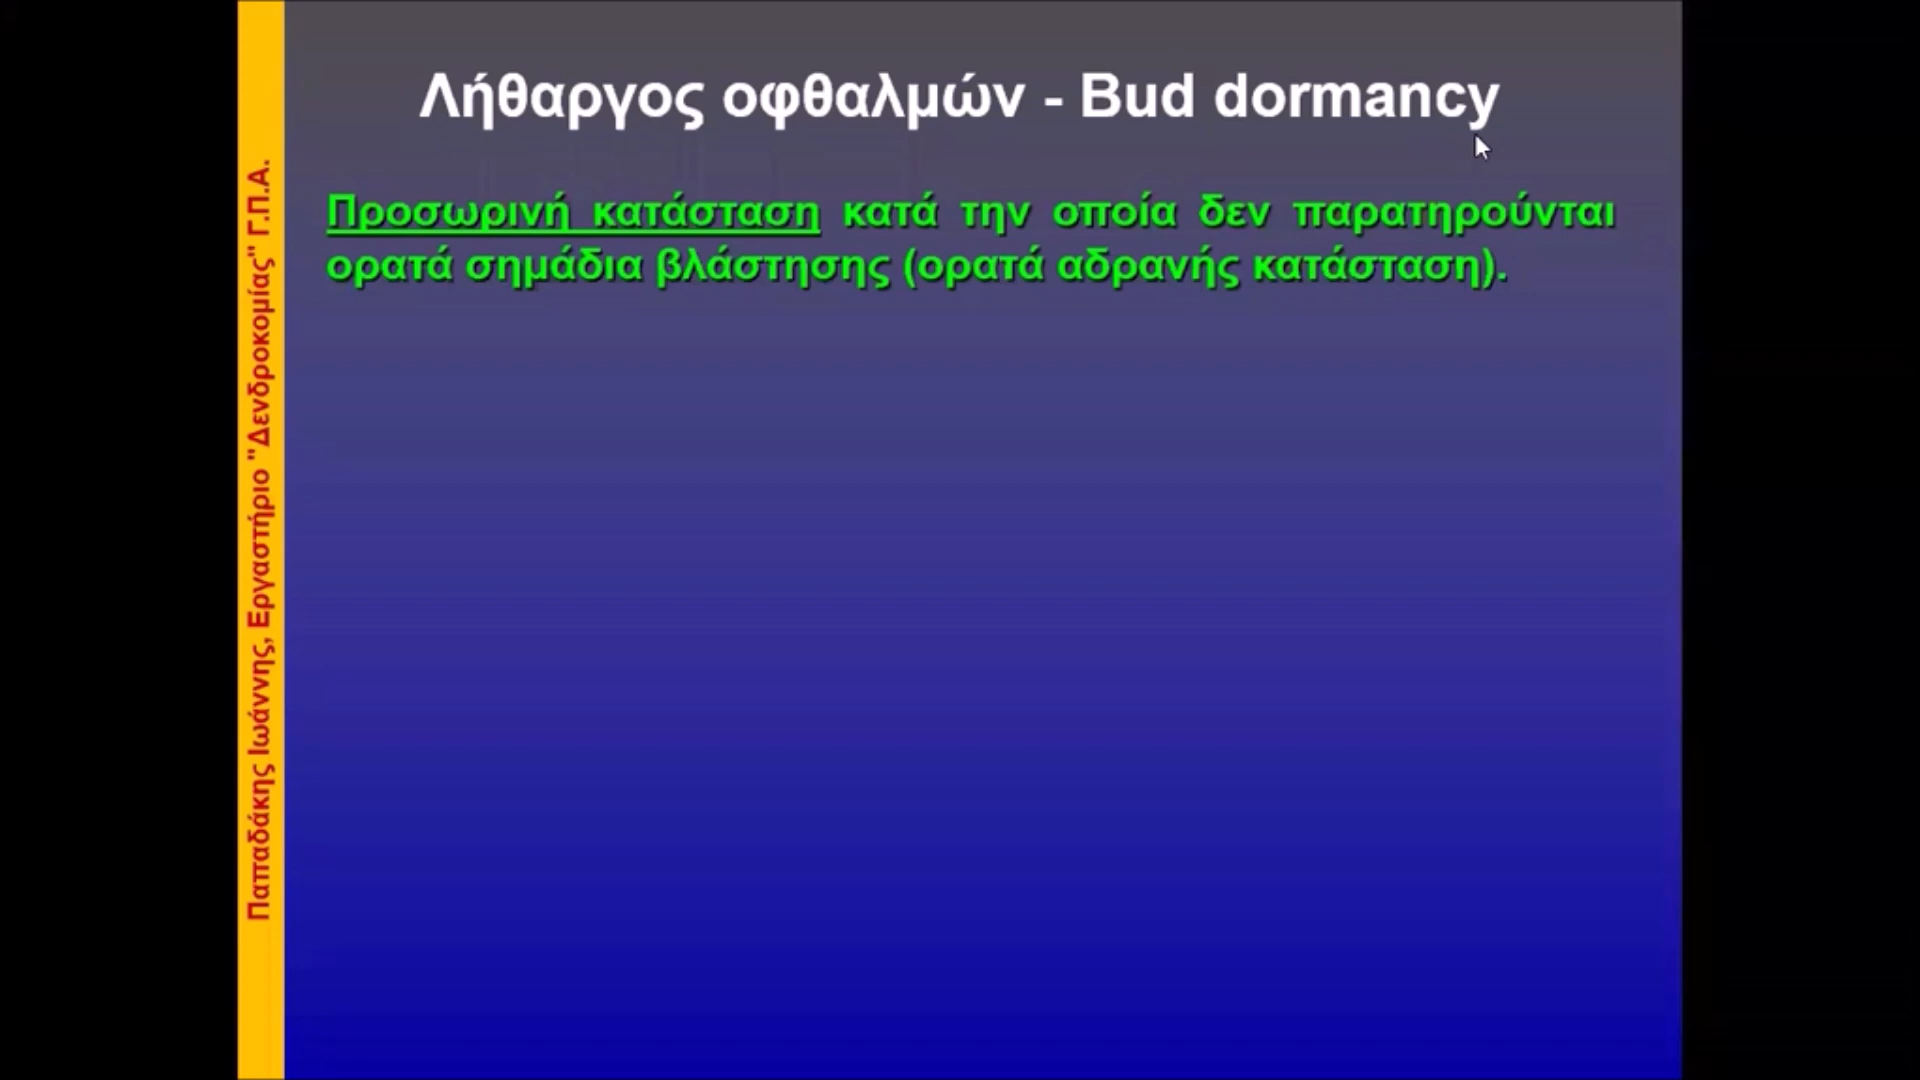 Λήθαργος οφθαλμών - Bud dormancy
Προσωρινή κατάσταση κατά την οποία δεν παρατηρούνται
ορατά σημάδια βλάστησης (ορατά αδρανής κατάσταση).
Παπαδάκης Ιωάννης, Εργαστήριο "Δενδροκομίας" Γ.Π.Α.